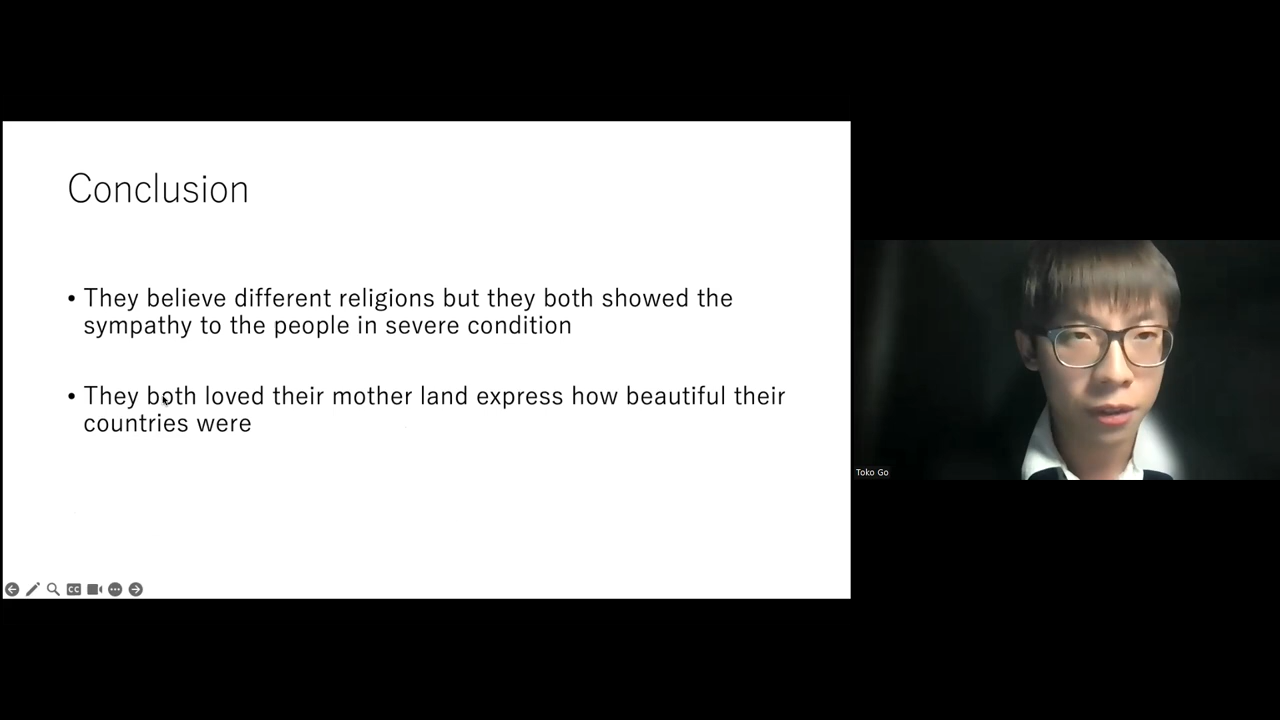 Conclusion
• They believe different religions but they both showed the
sympathy to the people in severe condition
• They both loved their mother land express how beautiful their
countries were
Toko Go
CC